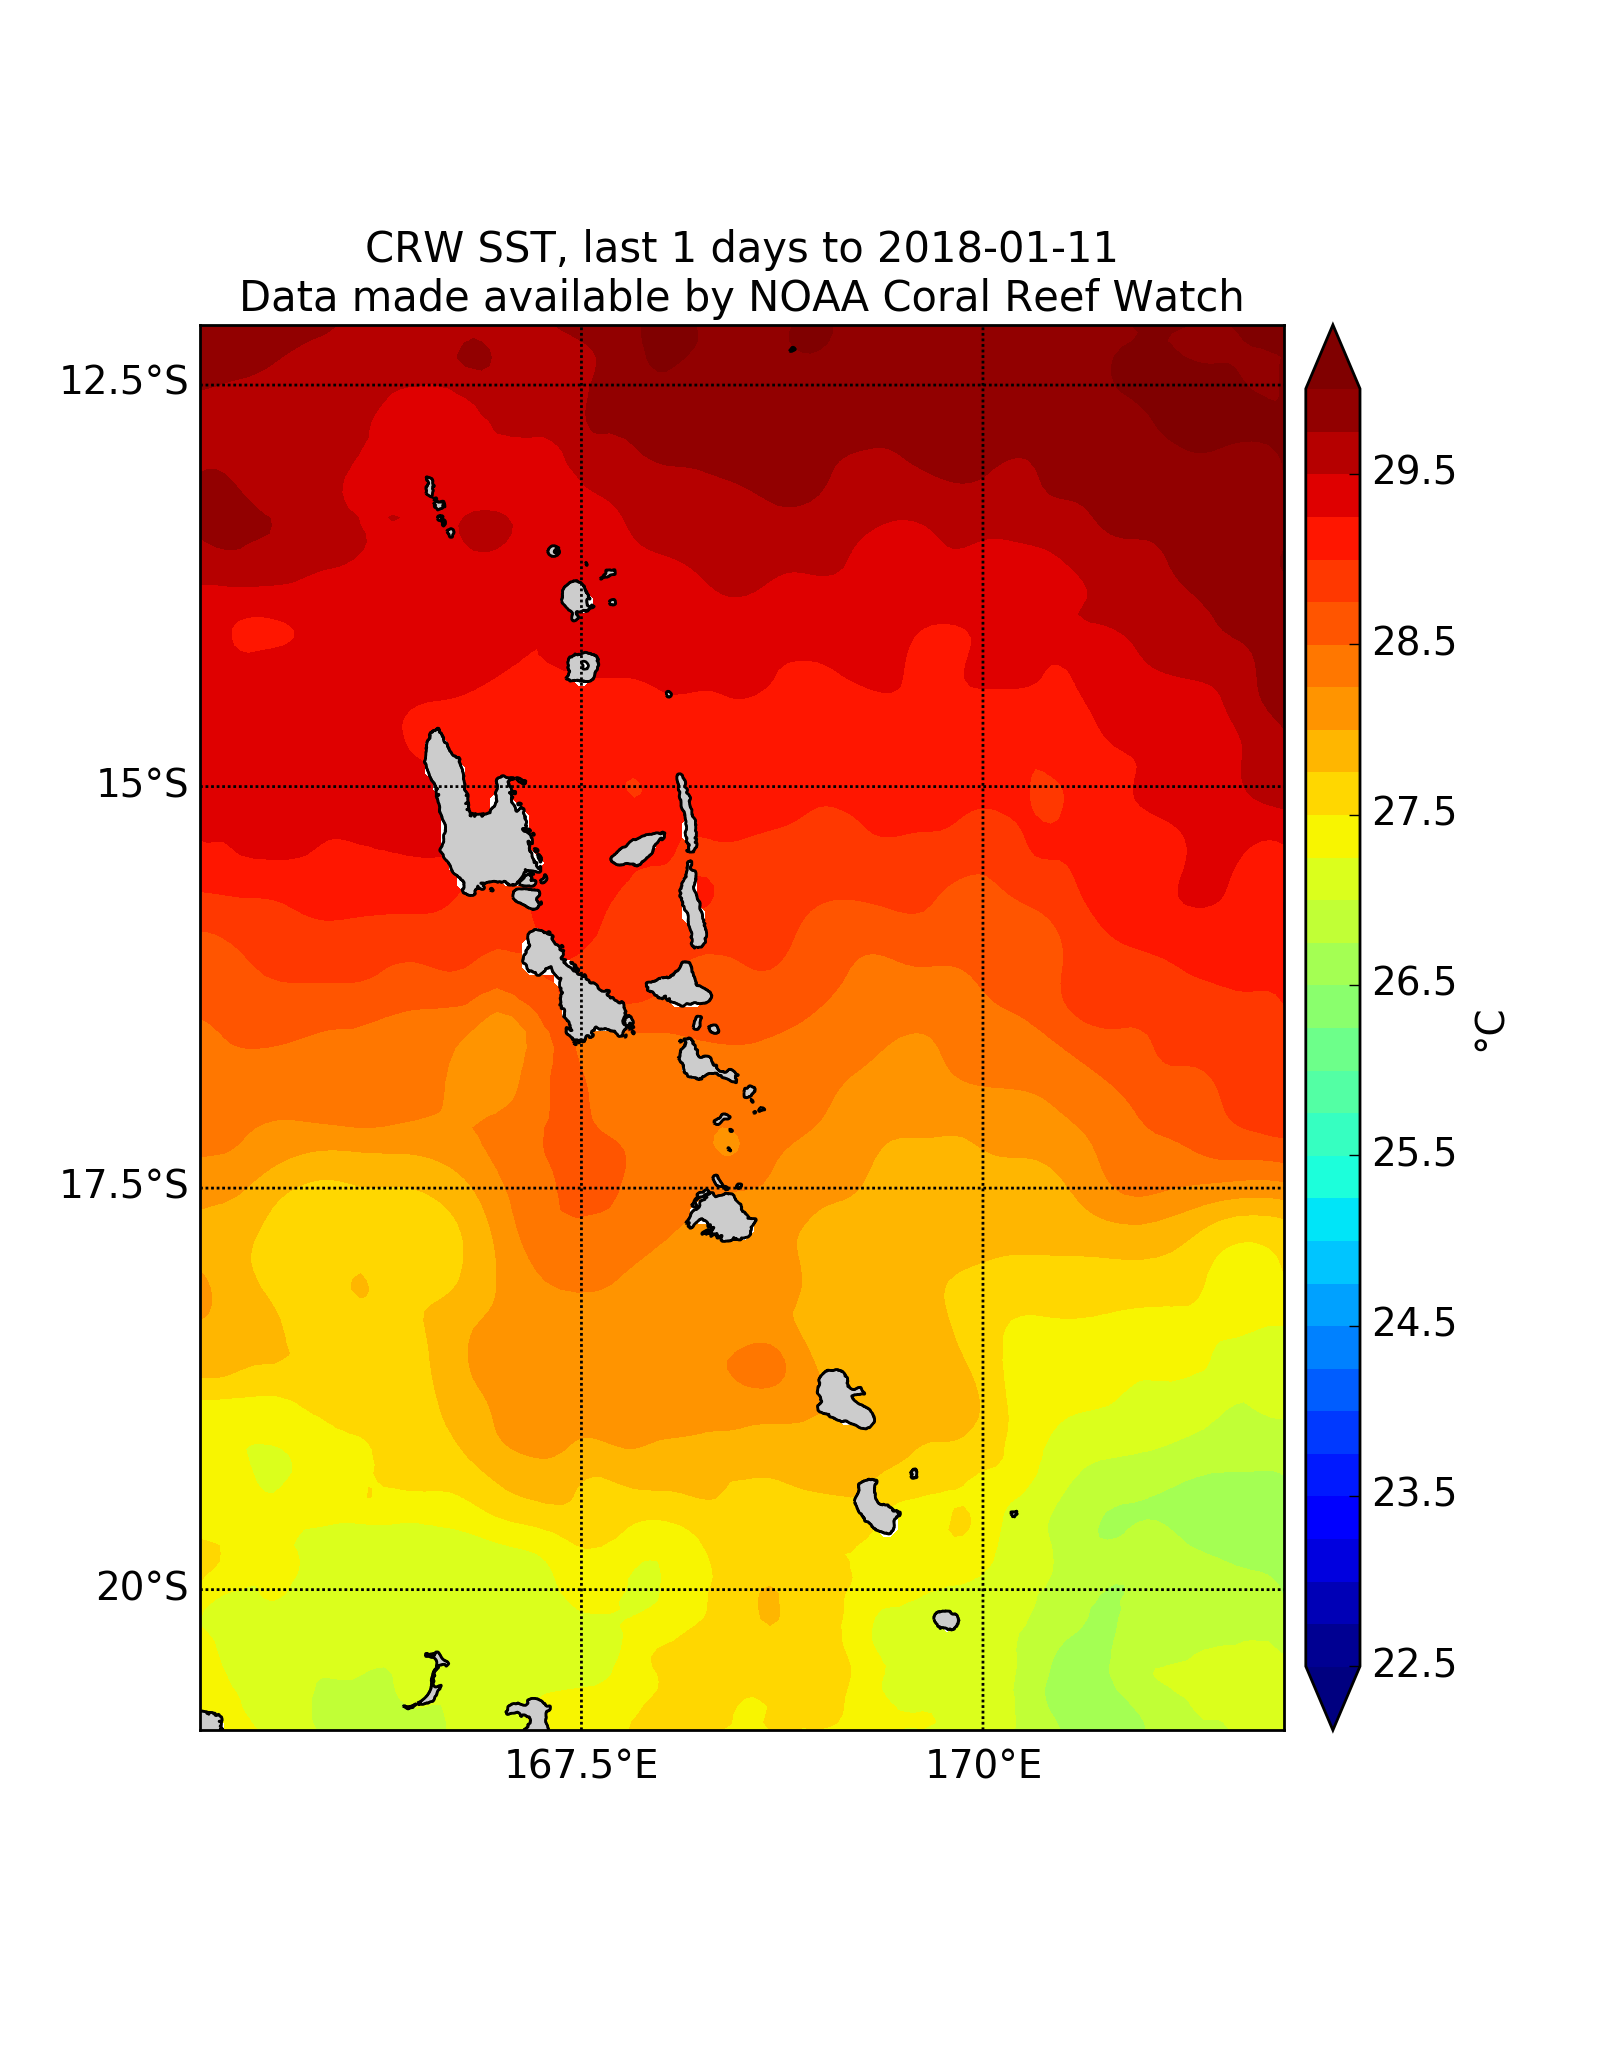 CRW SST, last 1 days to 2018-01-11
Data made available by NOAA Coral Reef Watch
12.5°S
15°S
17.5°S
20°S
167.5°E
170°E
29.5
28.5
27.5
26.5
25.5
24.5
23.5
22.5
°C